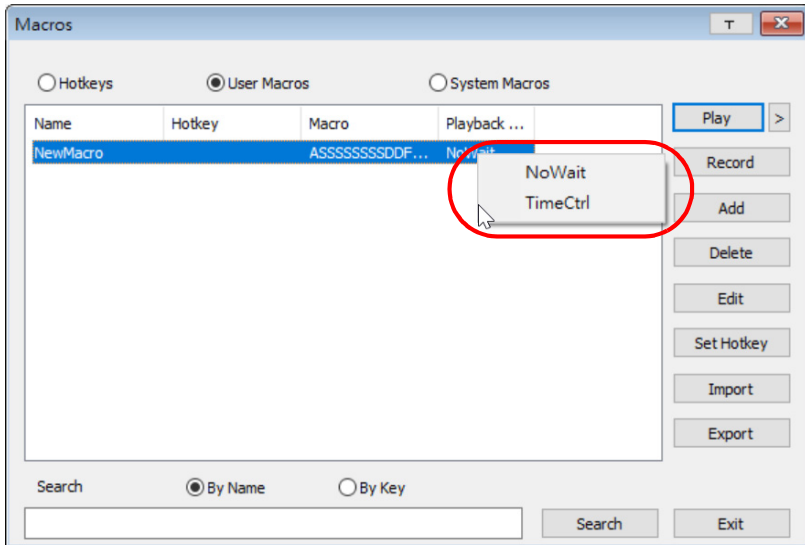 Macros
T
Hotkeys User Macros System Macros
Name Hotkey Macro Playback ...
Play >
NewMacro ASSSSSSSSDDF... NoWait
NoWait
TimeCtrl
Record
Add
Delete
Edit
Set Hotkey
Import
Export
Search By Name By Key
Search Exit